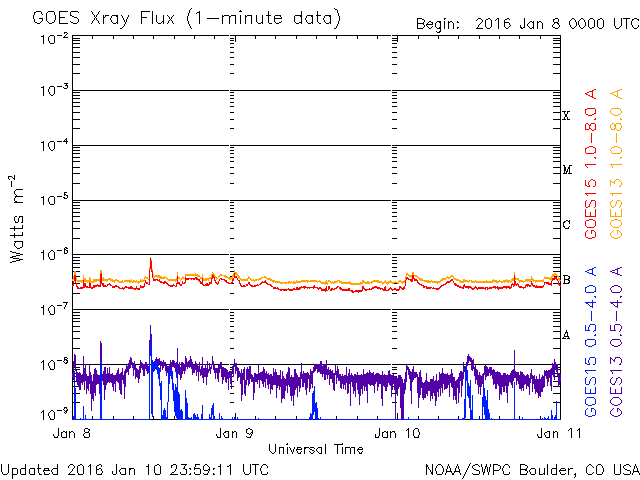 GOES Xray Flux (1-minute data)
Begin: 2016 Jan 8 0000 UTC
10-2
10-3
10-4
10-5
10-6
10-7
10-8
10-9
Watts m-2
X
M
C
B
A
GOES15 1.0-8.0 A
GOES13 1.0-8.0 A
GOES15 0.5-4.0 A
GOES13 0.5-4.0 A
Jan 8
Jan 9
Jan 10
Jan 11
Universal Time
Updated 2016 Jan 10 23:59:11 UTC
NOAA/SWPC Boulder, CO USA